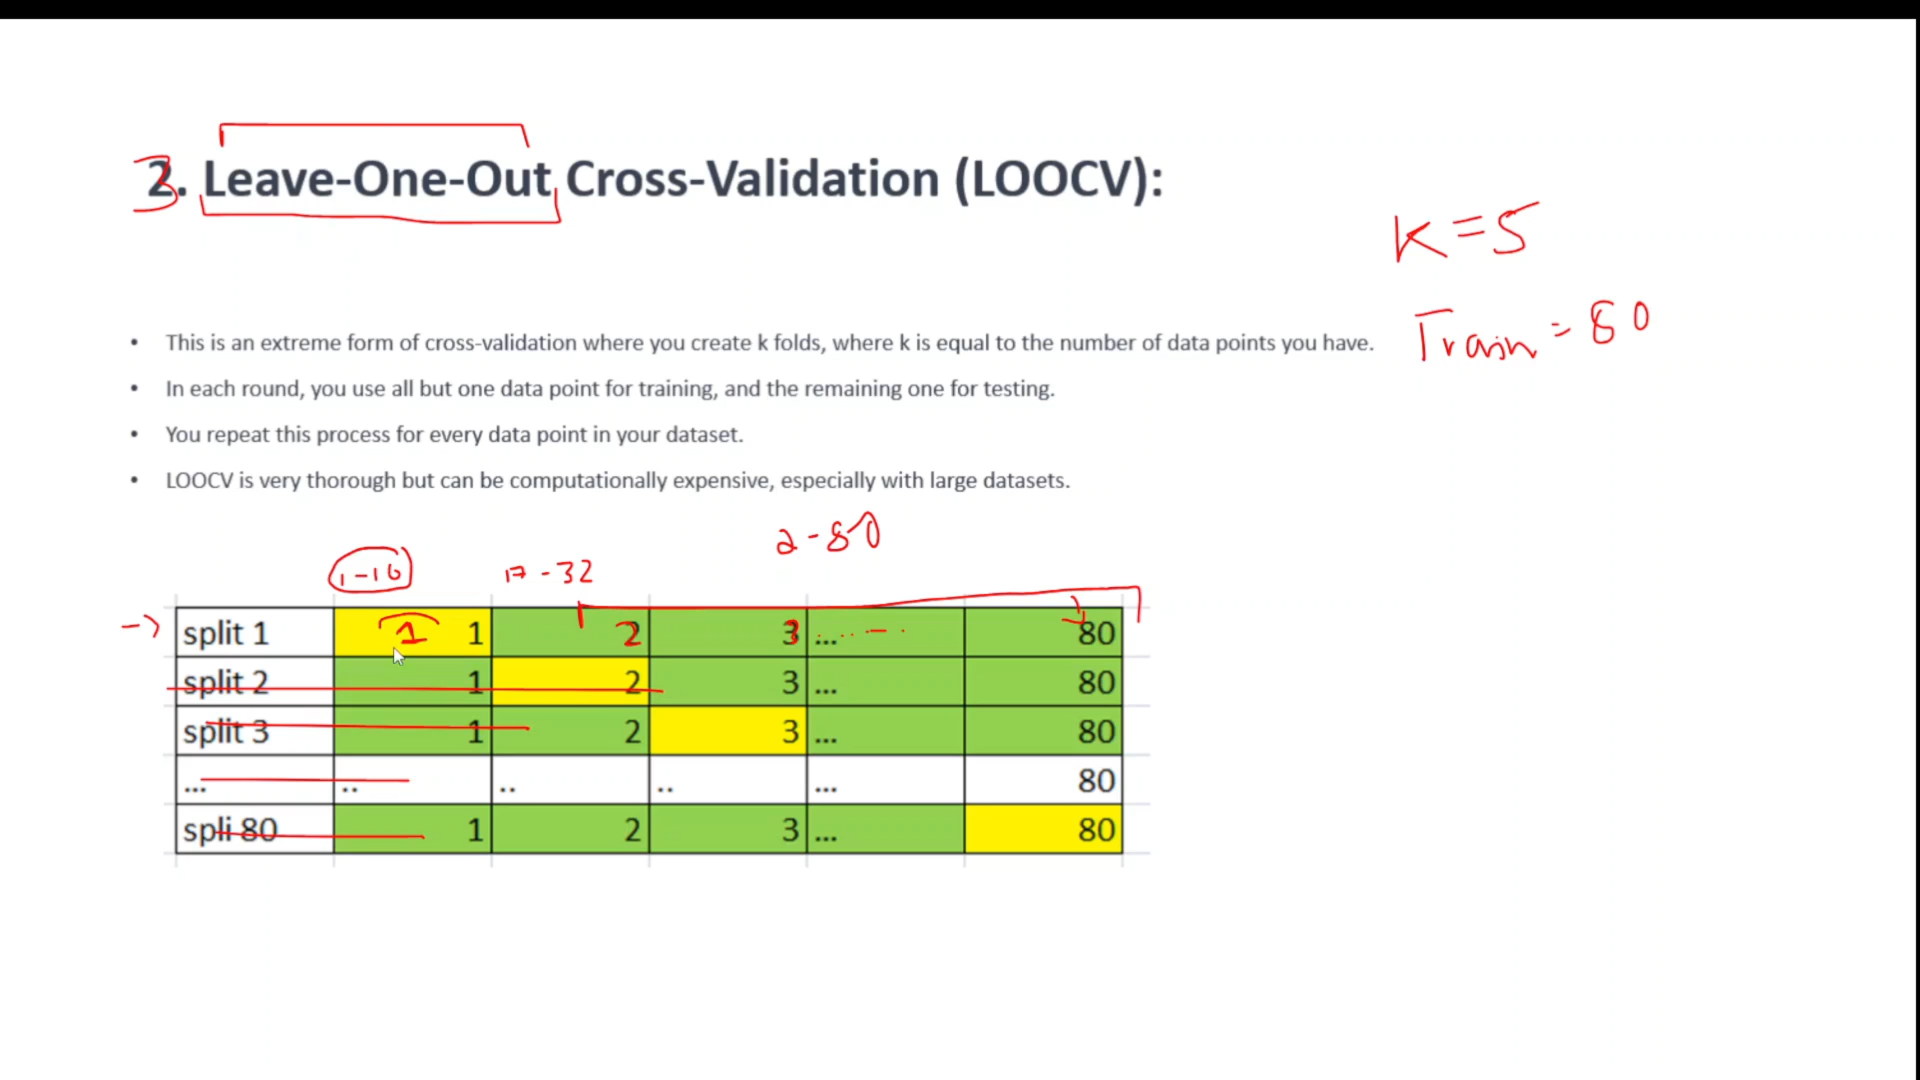 3. Leave-One-Out Cross-Validation (LOOCV):
K=5
Train = 80
• This is an extreme form of cross-validation where you create k folds, where k is equal to the number of data points you have.
• In each round, you use all but one data point for training, and the remaining one for testing.
• You repeat this process for every data point in your dataset.
• LOOCV is very thorough but can be computationally expensive, especially with large datasets.
2-80
1-16 17-32
split 1 1 1 2 3 ... 80
split 2 1 2 3 ... 80
split 3 1 2 3 ... 80
... .. .. .. ... 80
spli 80 1 2 3 ... 80